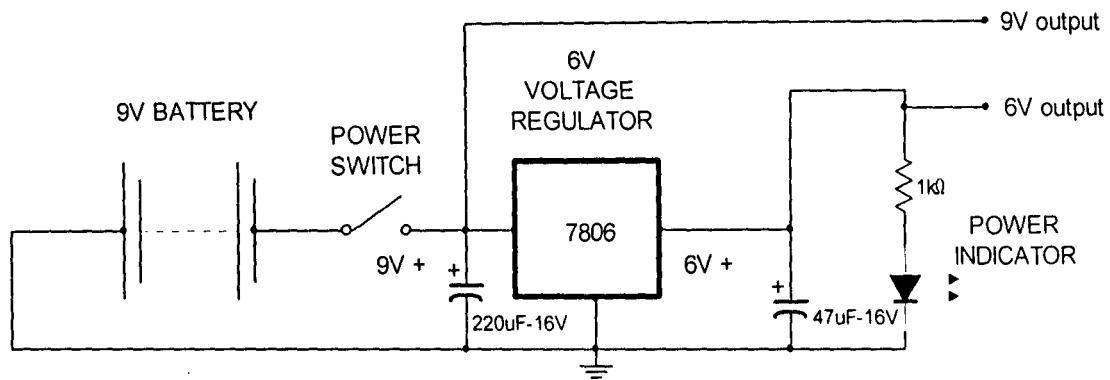 9V output
6V
VOLTAGE
REGULATOR
9V BATTERY
6V output
POWER
SWITCH
1kΩ
7806
POWER
INDICATOR
9V +
+
6V +
+
220uF-16V
47uF-16V